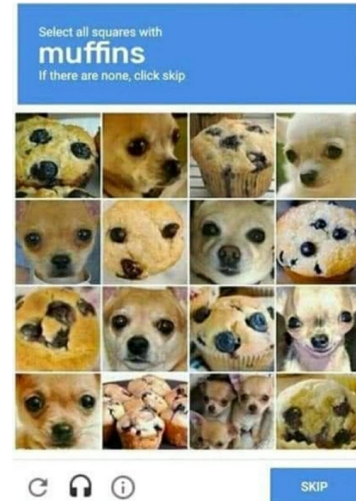 Select all squares with
muffins
If there are none, click skip
SKIP